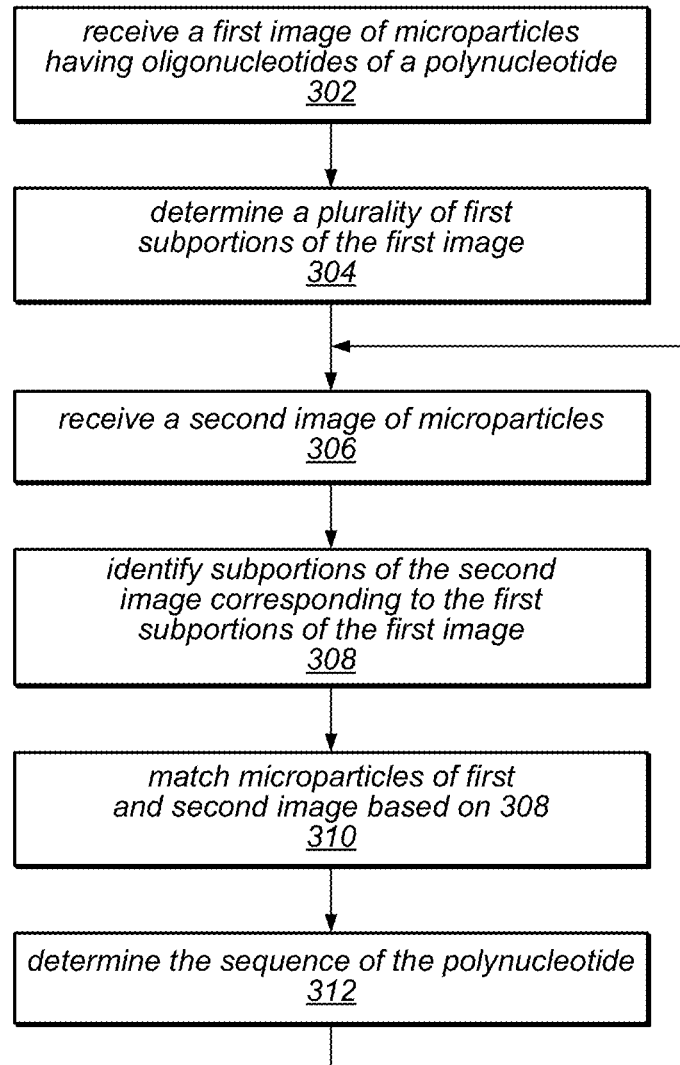 receive a first image of microparticles
having oligonucleotides of a polynucleotide
302
determine a plurality of first
subportions of the first image
304
receive a second image of microparticles
306
identify subportions of the second
image corresponding to the first
subportions of the first image
308
match microparticles of first
and second image based on 308
310
determine the sequence of the polynucleotide
312